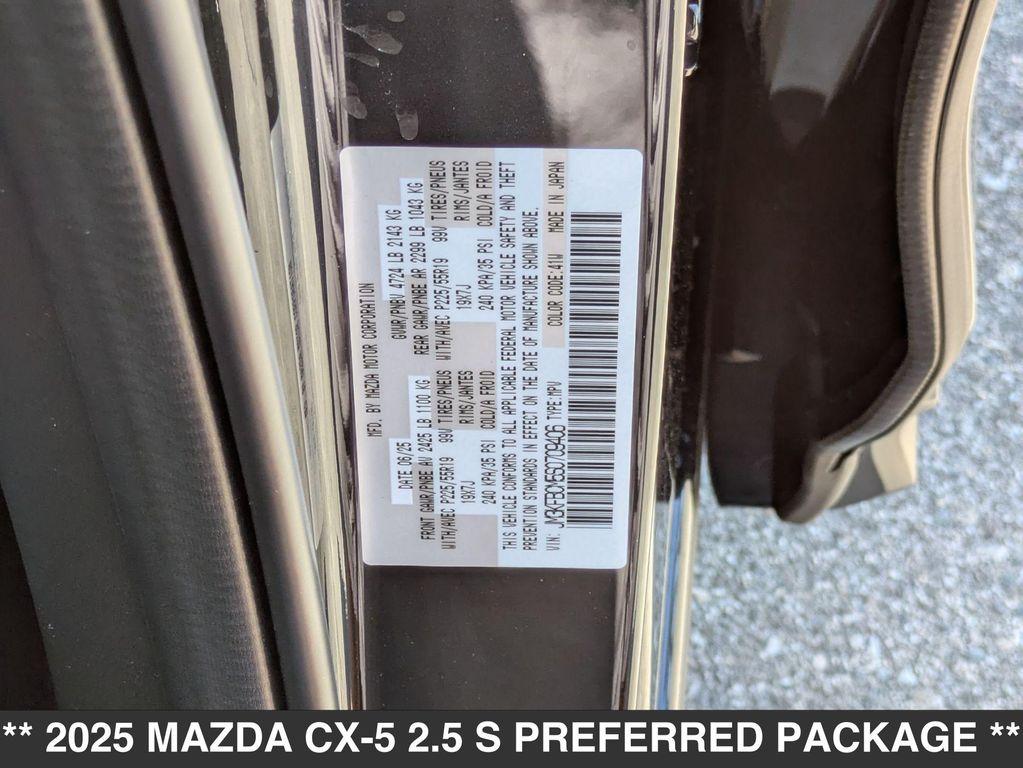 MFD. BY MAZDA MOTOR CORPORATION
DATE 06/25 GVWR/PNBV 4724 LB 2143 KG
FRONT GAWR/PNBE AV 2425 LB 1100 KG REAR GAWR/PNBE AR 2299 LB 1043 KG
WITH/AVEC P225/55R19 99V TIRES/PNEUS WITH/AVEC P225/55R19 99V TIRES/PNEUS
19X7J RIMS/JANTES 19X7J RIMS/JANTES
240 KPA/35 PSI COLD/A FROID 240 KPA/35 PSI COLD/A FROID
THIS VEHICLE CONFORMS TO ALL APPLICABLE FEDERAL MOTOR VEHICLE SAFETY AND THEFT
PREVENTION STANDARDS IN EFFECT ON THE DATE OF MANUFACTURE SHOWN ABOVE.
VIN: JM3KFBCM5S0709406 TYPE:MPV COLOR CODE:41W MADE IN JAPAN
** 2025 MAZDA CX-5 2.5 S PREFERRED PACKAGE **